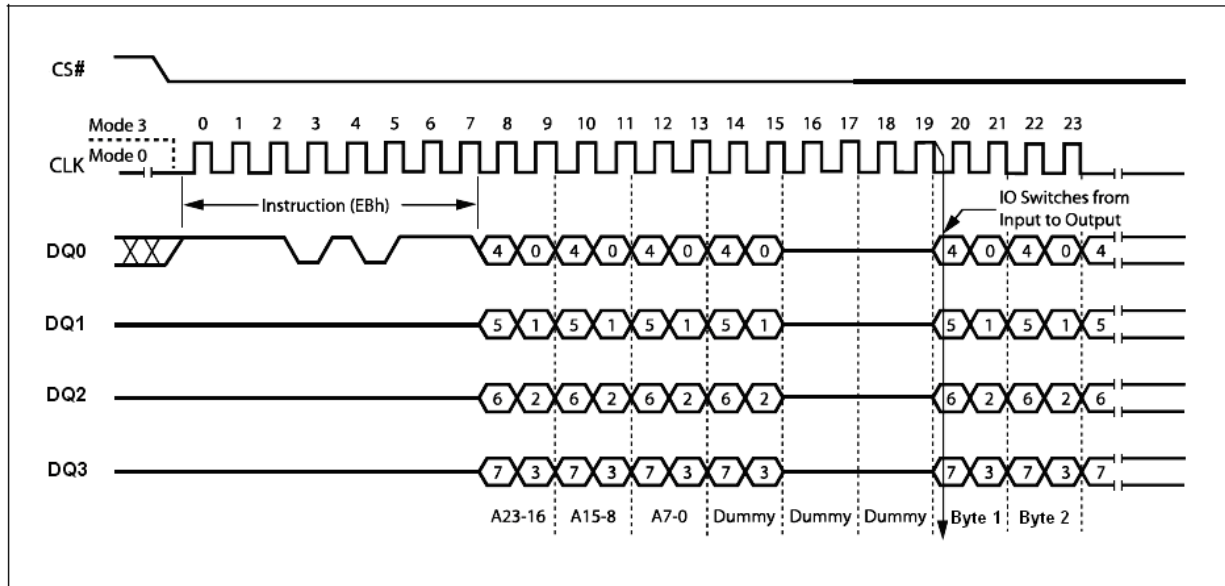 CS#
Mode 3
0 1 2 3 4 5 6 7 8 9 10 11 12 13 14 15 16 17 18 19 20 21 22 23
Mode 0
CLK
Instruction (EBh)
IO Switches from
Input to Output
DQ0 4 0 4 0 4 0 4 0 4 0 4 0 4
DQ1 5 1 5 1 5 1 5 1 5 1 5 1 5
DQ2 6 2 6 2 6 2 6 2 6 2 6 2 6
DQ3 7 3 7 3 7 3 7 3 7 3 7 3 7
A23-16 A15-8 A7-0 Dummy Dummy Dummy Byte 1 Byte 2